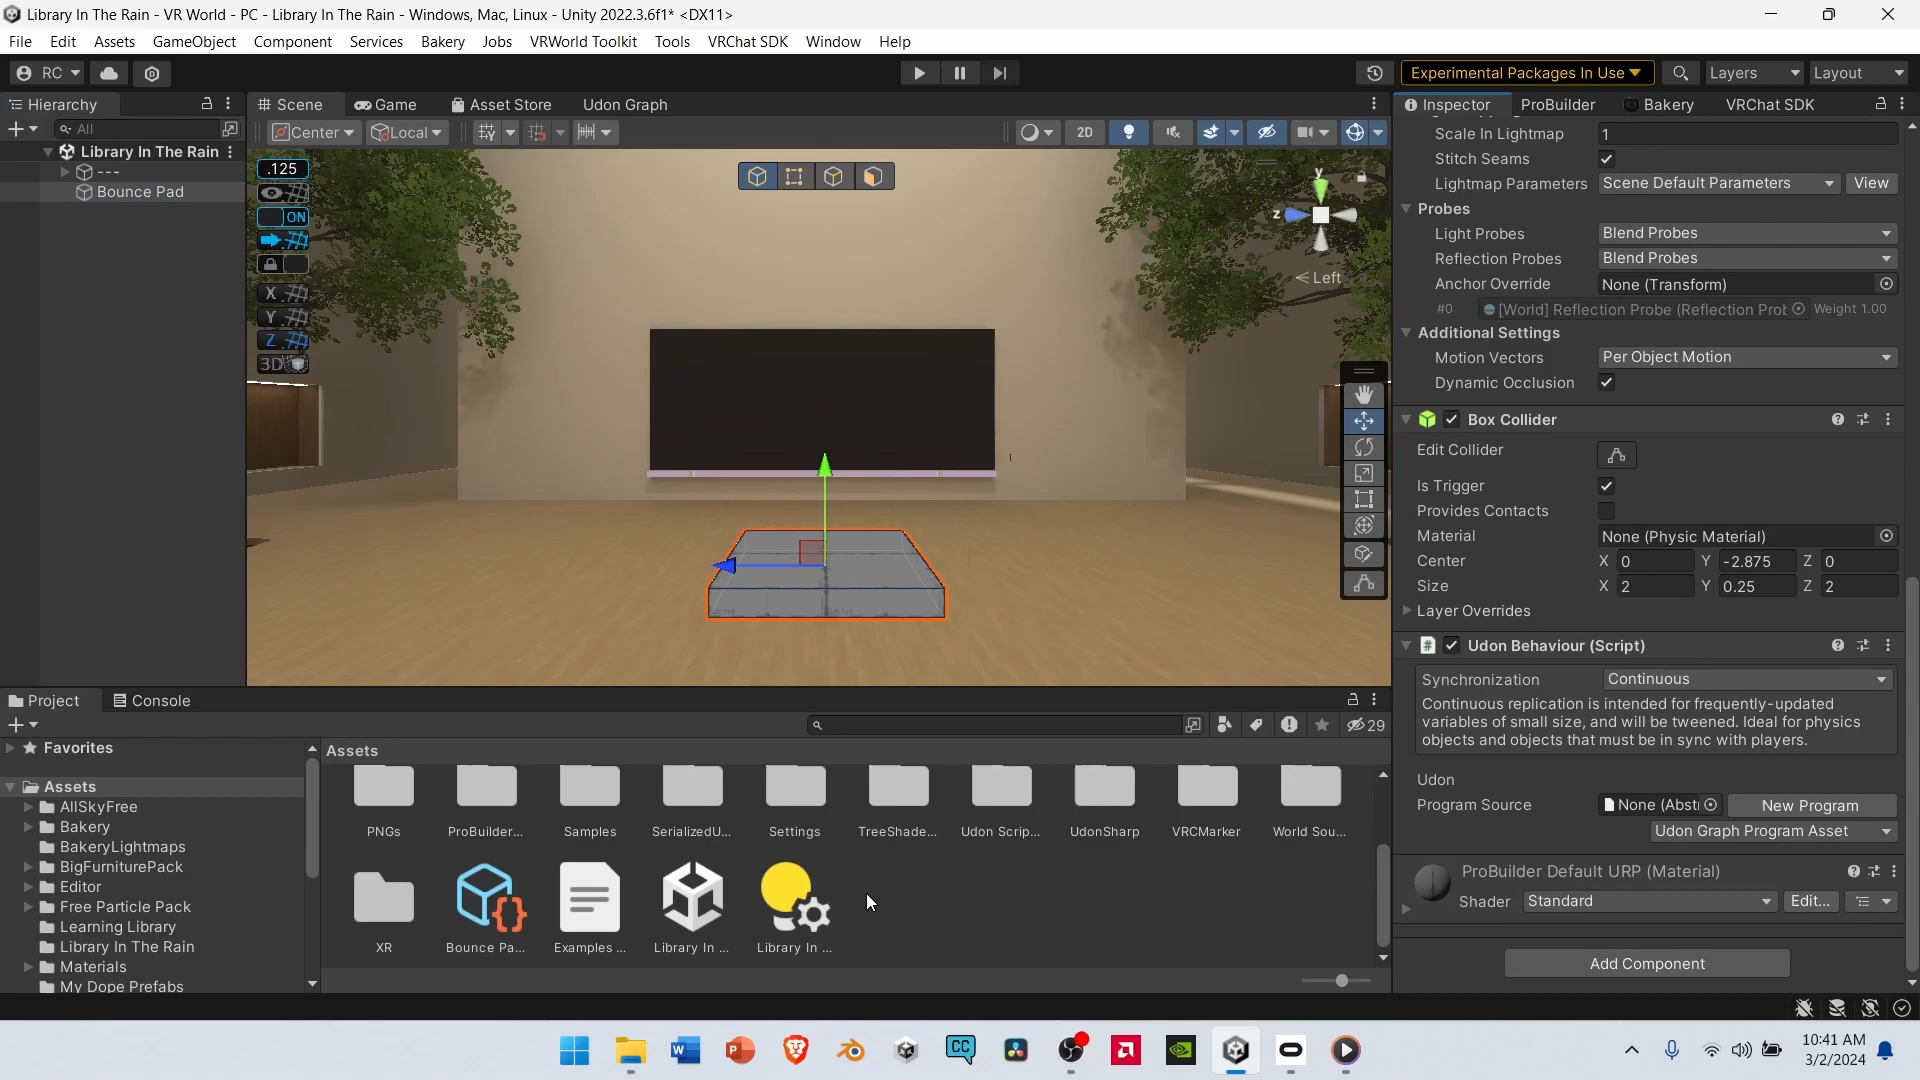 Library In The Rain - VR World - PC - Library In The Rain - Windows, Mac, Linux - Unity 2022.3.6f1* <DX11>
File Edit Assets GameObject Component Services Bakery Jobs VRWorld Toolkit Tools VRChat SDK Window Help
RC Experimental Packages In Use Layers Layout
Hierarchy Scene Game Asset Store Udon Graph Inspector ProBuilder Bakery VRChat SDK
All Center Local 2D
Library In The Rain
---
Bounce Pad
.125
ON
X
Y
Z
3D
y
z
Left
Scale In Lightmap 1
Stitch Seams
Lightmap Parameters Scene Default Parameters View
Probes
Light Probes Blend Probes
Reflection Probes Blend Probes
Anchor Override None (Transform)
#0 [World] Reflection Probe (Reflection Prob Weight 1.00
Additional Settings
Motion Vectors Per Object Motion
Dynamic Occlusion
Box Collider
Edit Collider
Is Trigger
Provides Contacts
Material None (Physic Material)
Center X 0 Y -2.875 Z 0
Size X 2 Y 0.25 Z 2
Layer Overrides
Udon Behaviour (Script)
Synchronization Continuous
Continuous replication is intended for frequently-updated
variables of small size, and will be tweened. Ideal for physics
objects and objects that must be in sync with players.
Udon
Program Source None (Abstr New Program
Udon Graph Program Asset
ProBuilder Default URP (Material)
Shader Standard Edit...
Add Component
Project Console
29
Favorites
Assets
AllSkyFree
Bakery
BakeryLightmaps
BigFurniturePack
Editor
Free Particle Pack
Learning Library
Library In The Rain
Materials
My Dope Prefabs
Assets
PNGs ProBuilder... Samples SerializedU... Settings TreeShade... Udon Scrip... UdonSharp VRCMarker World Sou...
XR Bounce Pa... Examples ... Library In ... Library In ...
CC
10:41 AM
3/2/2024